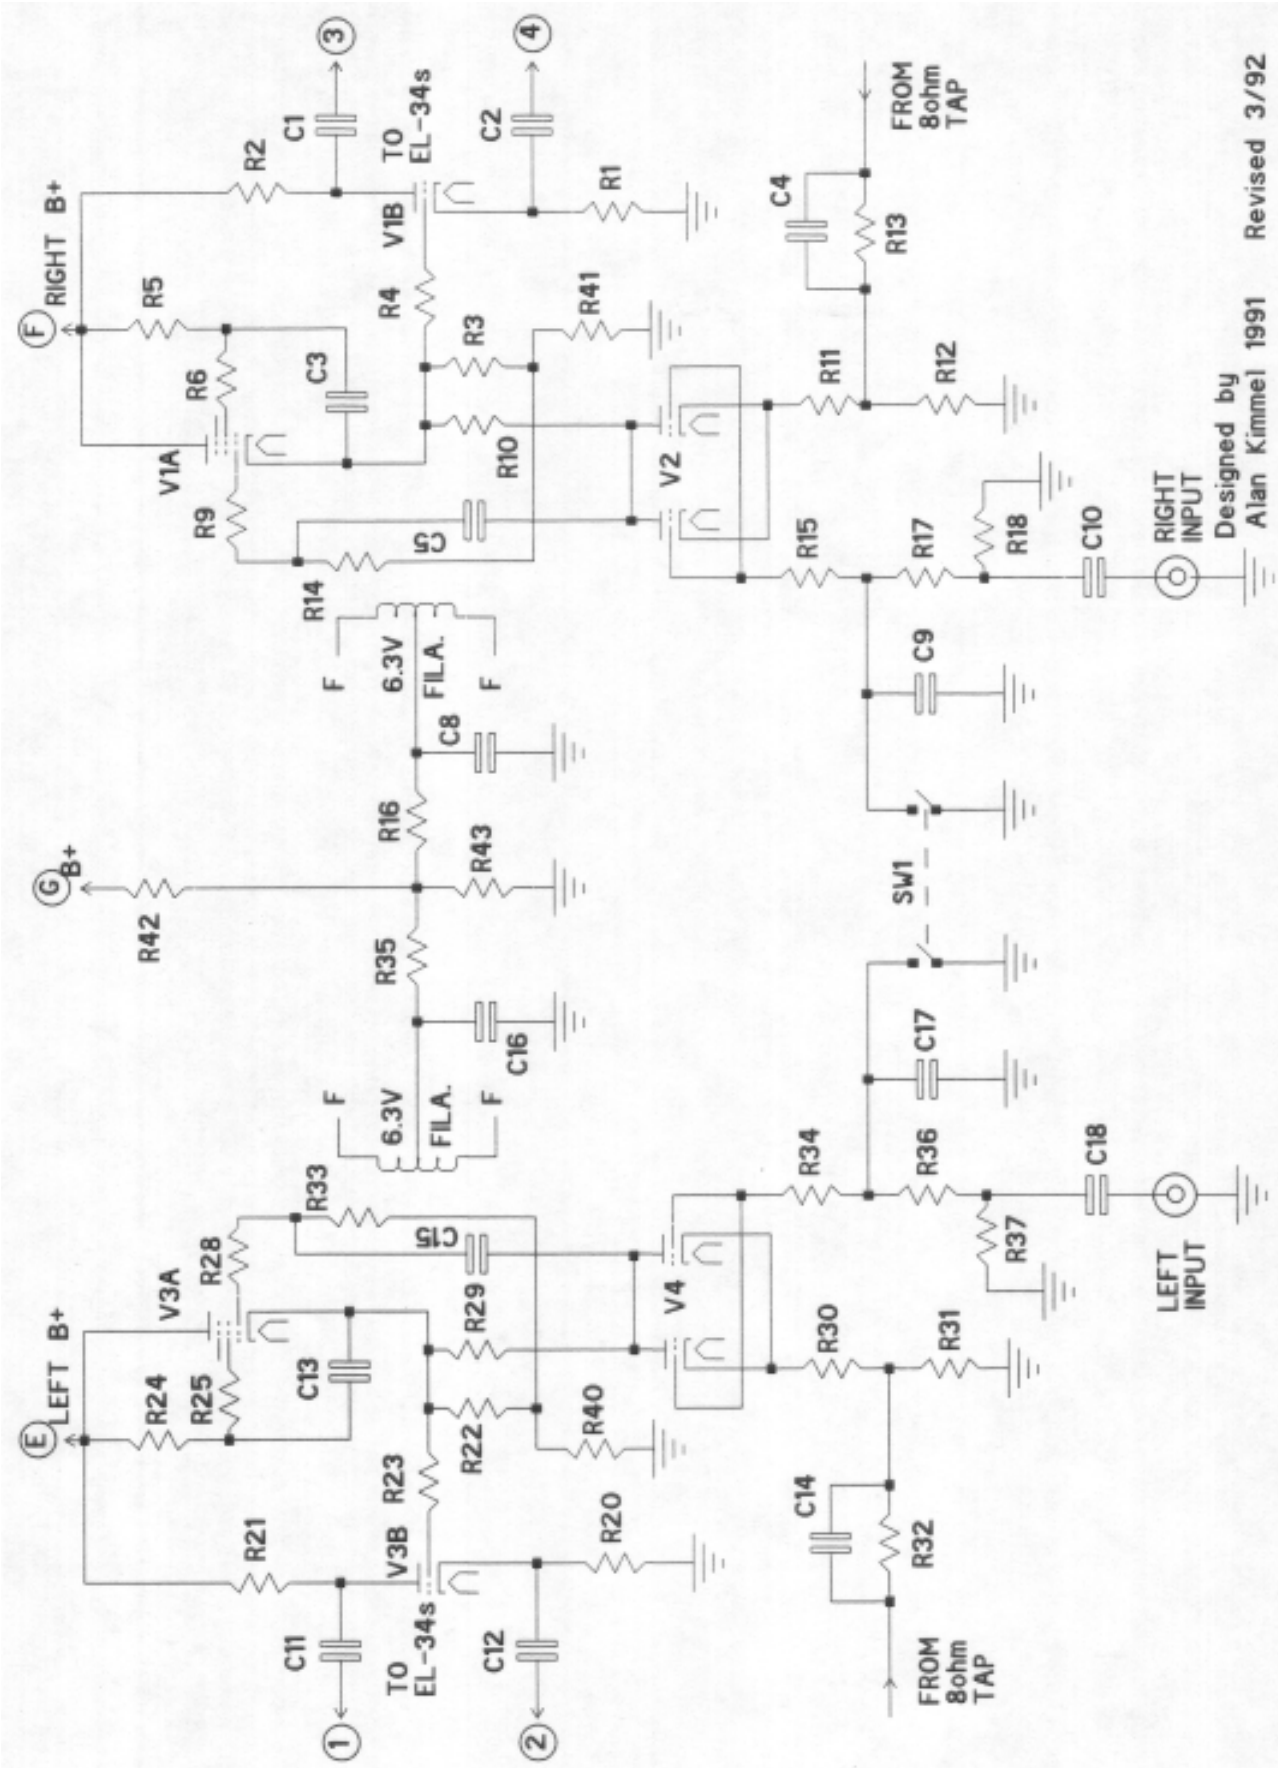 E
LEFT B+
G
B+
F
RIGHT B+
R21
R24
R25
V3A
R28
R33
R42
R14
R9
V1A
R6
R5
R2
C11
1
TO
EL-34s
V3B
R23
C13
R22
R29
C15
F
6.3V
FILA.
F
R35
R16
C16
R43
C8
F
6.3V
FILA.
F
C5
R10
C3
R3
R4
V1B
C1
3
TO
EL-34s
C12
2
R20
R40
V4
R41
V2
R1
C2
4
FROM
8ohm
TAP
C14
R32
R30
R31
R34
R36
R37
C17
SW1
C9
R15
R17
R18
R11
R12
C4
R13
FROM
8ohm
TAP
C18
LEFT
INPUT
C10
RIGHT
INPUT
Designed by
Alan Kimmel 1991 Revised 3/92